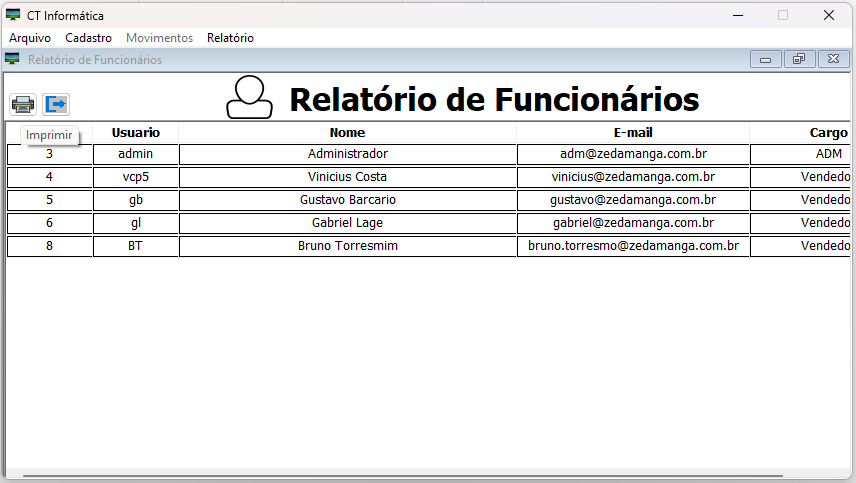 CT Informática
Arquivo Cadastro Movimentos Relatório
Relatório de Funcionários
Relatório de Funcionários
Imprimir
Usuario Nome E-mail Cargo
3 admin Administrador adm@zedamanga.com.br ADM
4 vcp5 Vinicius Costa vinicius@zedamanga.com.br Vendedo
5 gb Gustavo Barcario gustavo@zedamanga.com.br Vendedo
6 gl Gabriel Lage gabriel@zedamanga.com.br Vendedo
8 BT Bruno Torresmim bruno.torresmo@zedamanga.com.br Vendedo